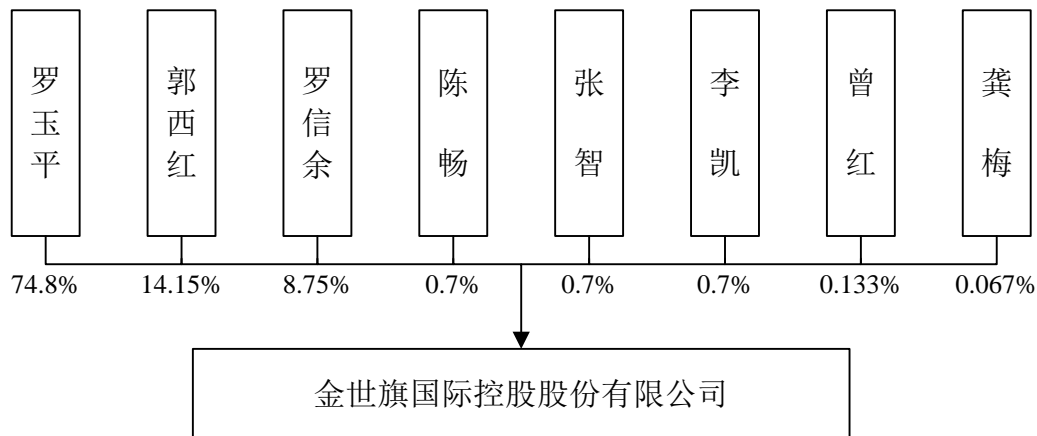 罗玉平
郭西红
罗信余
陈畅
张智
李凯
曾红
龚梅
74.8% 14.15% 8.75% 0.7% 0.7% 0.7% 0.133% 0.067%
金世旗国际控股股份有限公司